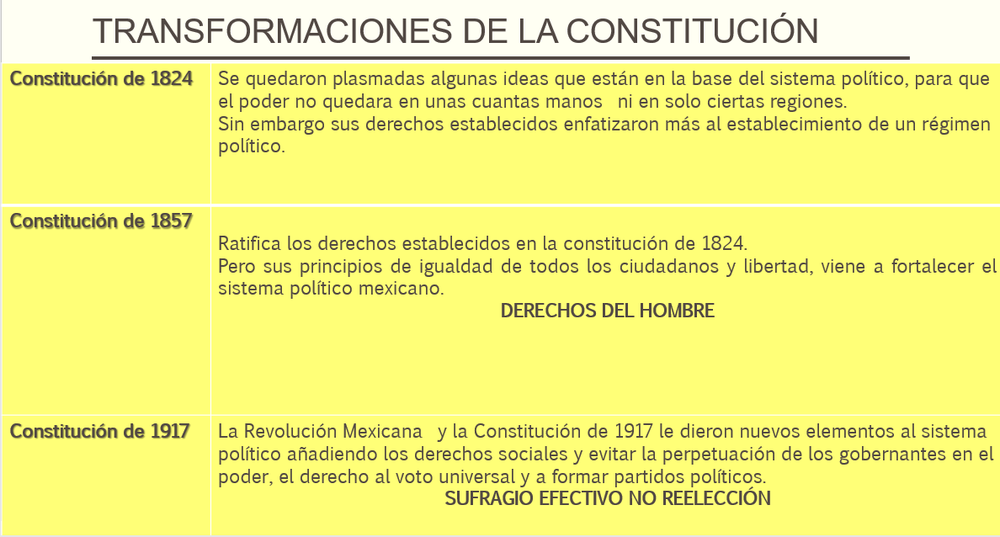 TRANSFORMACIONES DE LA CONSTITUCIÓN
Constitución de 1824
Se quedaron plasmadas algunas ideas que están en la base del sistema político, para que
el poder no quedara en unas cuantas manos ni en solo ciertas regiones.
Sin embargo sus derechos establecidos enfatizaron más al establecimiento de un régimen
político.
Constitución de 1857
Ratifica los derechos establecidos en la constitución de 1824.
Pero sus principios de igualdad de todos los ciudadanos y libertad, viene a fortalecer el
sistema político mexicano.
DERECHOS DEL HOMBRE
Constitución de 1917
La Revolución Mexicana y la Constitución de 1917 le dieron nuevos elementos al sistema
político añadiendo los derechos sociales y evitar la perpetuación de los gobernantes en el
poder, el derecho al voto universal y a formar partidos políticos.
SUFRAGIO EFECTIVO NO REELECCIÓN